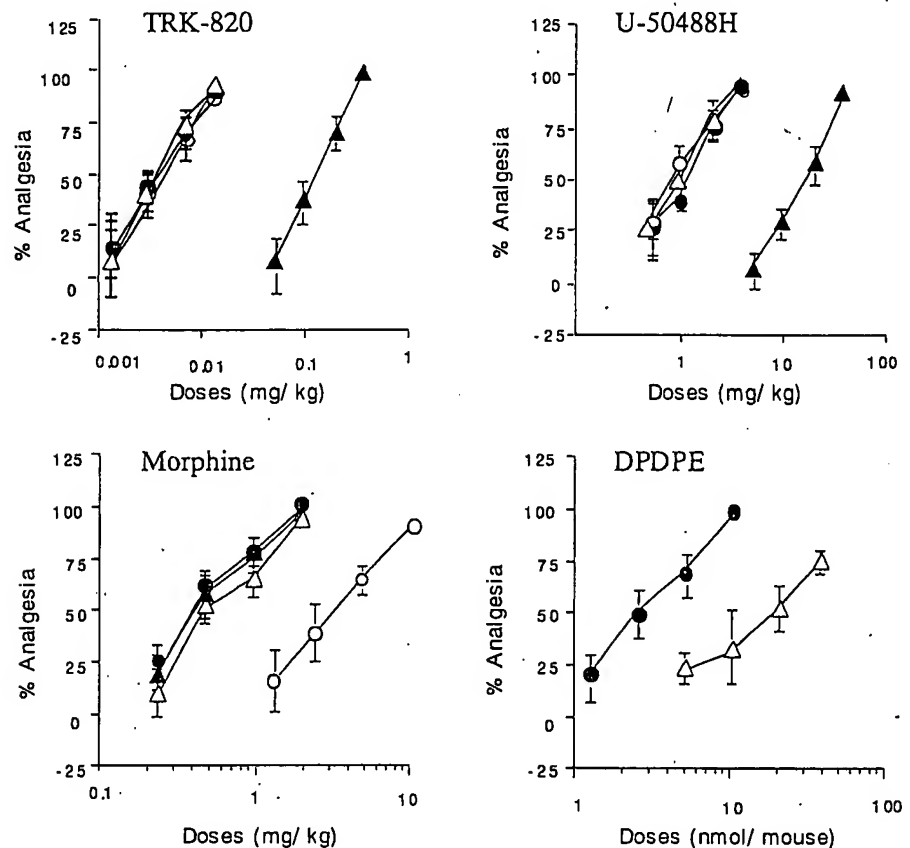 TRK-820
125
100
75
50
25
0
-25
% Analgesia
0.001 0.01 0.1 1
Doses (mg/ kg)
U-50488H
125
100
75
50
25
0
-25
% Analgesia
1 10 100
Doses (mg/ kg)
Morphine
125
100
75
50
25
0
-25
% Analgesia
0.1 1 10
Doses (mg/ kg)
DPDPE
125
100
75
50
25
0
-25
% Analgesia
1 10 100
Doses (nmol/ mouse)